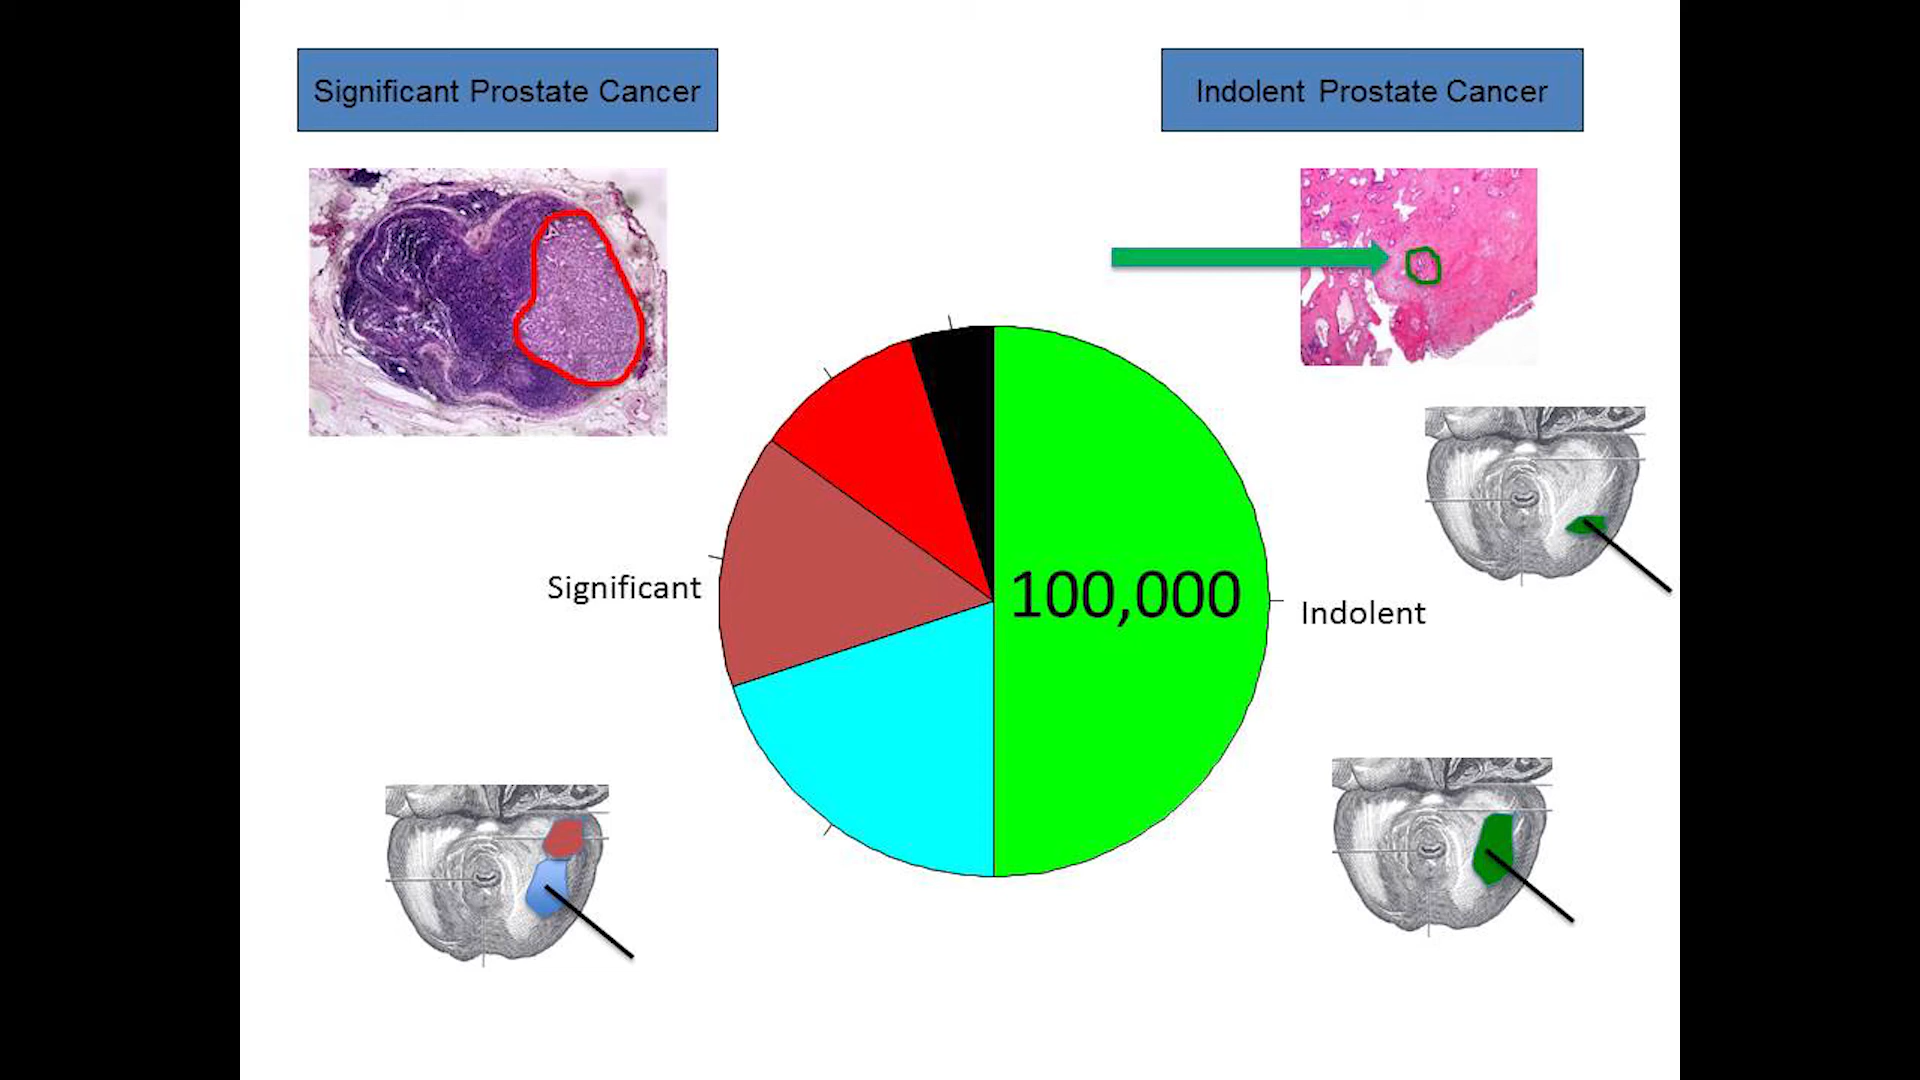 Significant Prostate Cancer
Indolent Prostate Cancer
Significant
100,000
Indolent